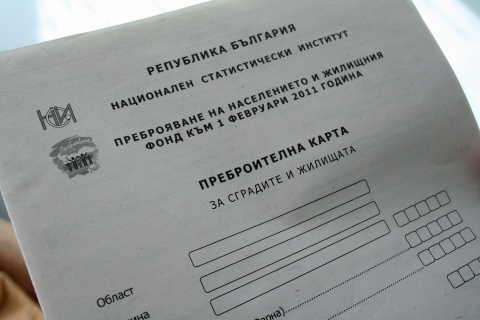 РЕПУБЛИКА БЪЛГАРИЯ
НАЦИОНАЛЕН СТАТИСТИЧЕСКИ ИНСТИТУТ
НСИ
ПРЕБРОЯВАНЕ НА НАСЕЛЕНИЕТО И ЖИЛИЩНИЯ
ФОНД КЪМ 1 ФЕВРУАРИ 2011 ГОДИНА
ПРЕБРОИТЕЛНА КАРТА
ЗА СГРАДИТЕ И ЖИЛИЩАТА
Област